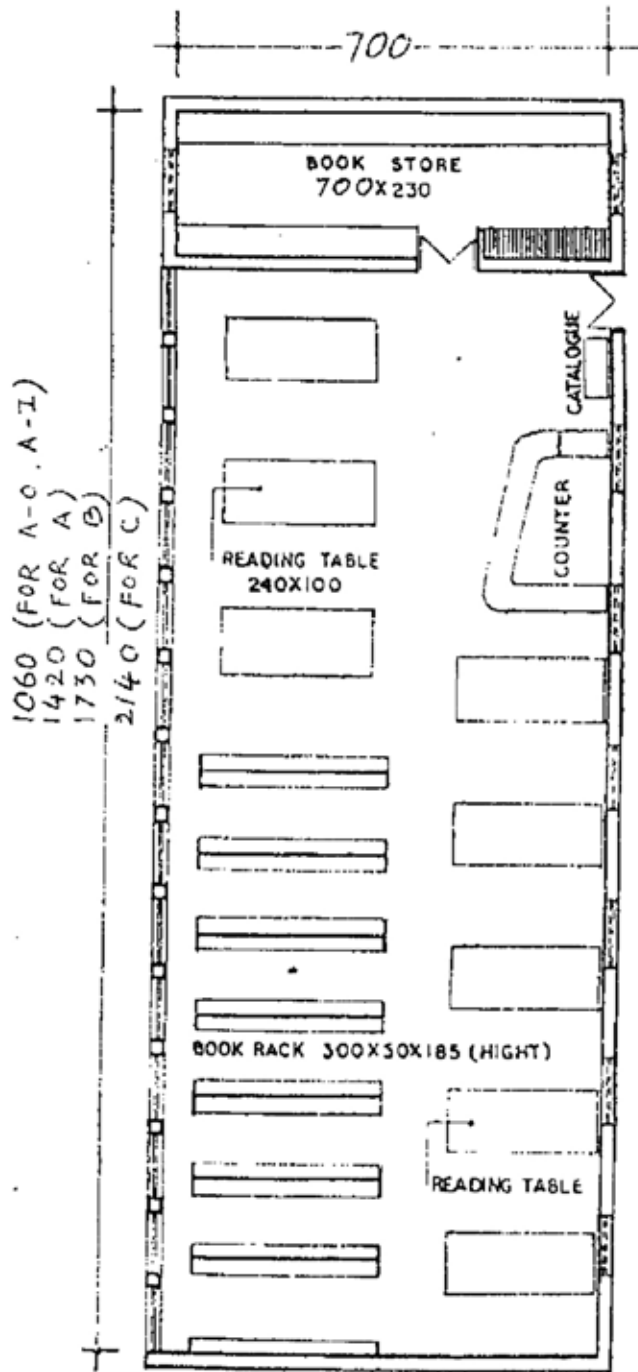 700
BOOK STORE
700X230
CATALOGUE
COUNTER
READING TABLE
240X100
1060 (FOR A-0, A-I)
1420 (FOR A)
1730 (FOR B)
2140 (FOR C)
BOOK RACK 300X50X185 (HIGHT)
READING TABLE